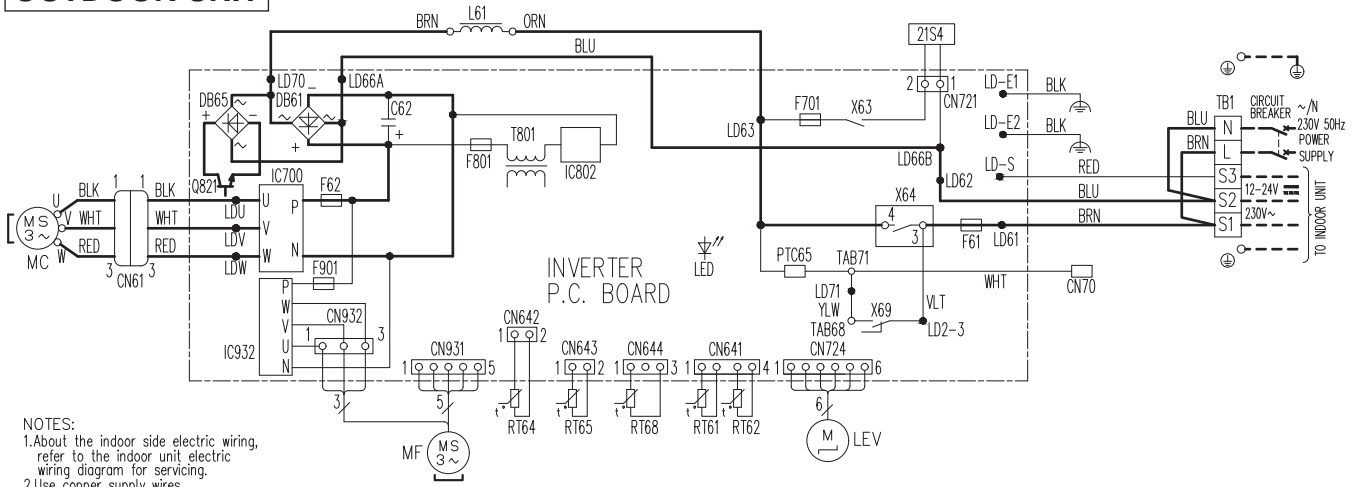 BRN L61 ORN
BLU
21S4
2 1
CN721
LD70 LD66A
DB65 DB61 −
+ ~ − ~ ~
~ +
C62
+
F701 X63
LD63
LD-E1 BLK
LD-E2 BLK
LD-S RED
TB1
CIRCUIT BREAKER
~/N
230V 50Hz
POWER
SUPPLY
BLU N
BRN L
S3
12-24V
S2
230V~
S1
TO INDOOR UNIT
T801
F801 IC802
LD66B
LD62
BLU
X64
4
3
F61 LD61
BRN
Q821
IC700
F62
U BLK 1 1 BLK LDU U P
V WHT WHT LDV V
W RED 3 3 RED LDW W N
MS
3~
MC
CN61
F901
P
W
V
U
N
IC932
CN932
1 3
3
INVERTER
P.C. BOARD
LED
PTC65 TAB71
WHT CN70
LD71
YLW
TAB68
X69
VLT
LD2-3
CN931
1 5
5
MS
3~
MF
CN642
1 2
t°
RT64
CN643
1 2
t°
RT65
CN644
1 3
t°
RT68
CN641
1 4
t° t°
RT61 RT62
CN724
1 6
6
M
LEV
NOTES:
1.About the indoor side electric wiring,
refer to the indoor unit electric
wiring diagram for servicing.
2.Use copper supply wires.